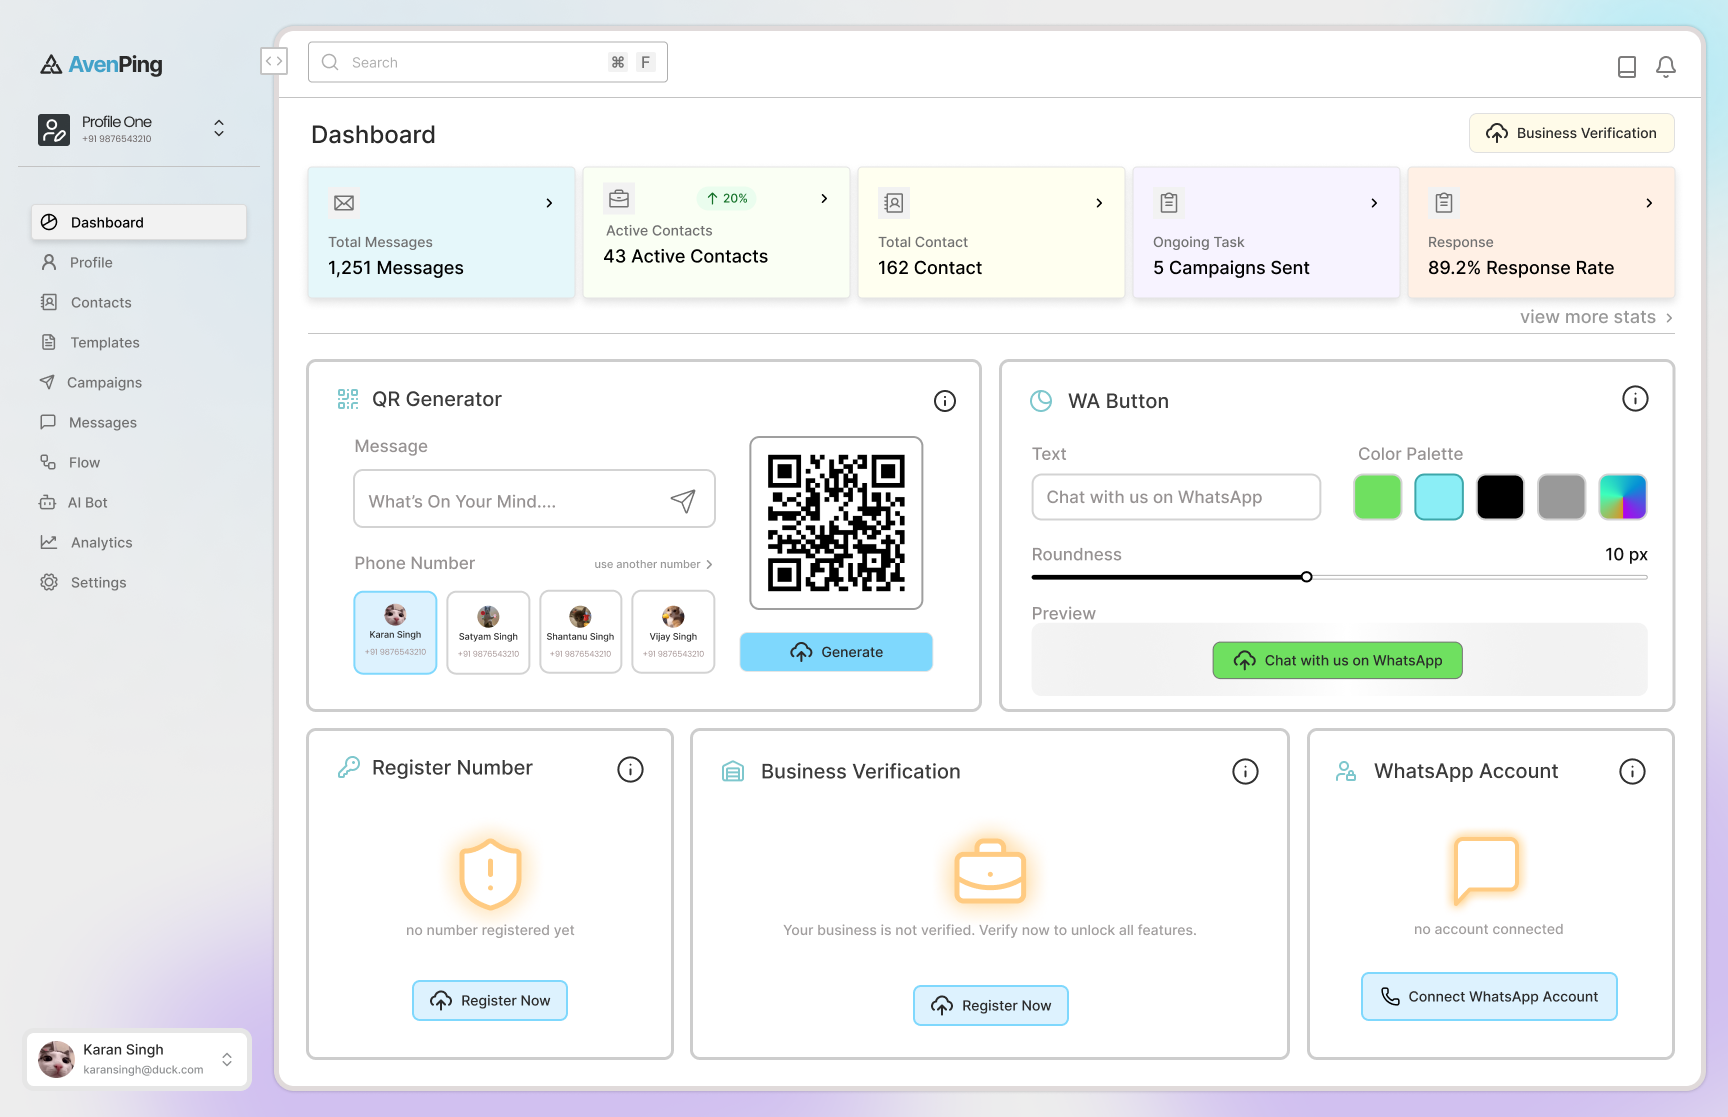 AvenPing
Profile One
+91 9876543210
Dashboard
Profile
Contacts
Templates
Campaigns
Messages
Flow
AI Bot
Analytics
Settings
Karan Singh
karansingh@duck.com
Search ⌘ F
Dashboard
Business Verification
Total Messages
1,251 Messages
20%
Active Contacts
43 Active Contacts
Total Contact
162 Contact
Ongoing Task
5 Campaigns Sent
Response
89.2% Response Rate
view more stats
QR Generator
Message
What's On Your Mind....
Phone Number
use another number
Karan Singh
+91 9876543210
Satyam Singh
+91 9876543210
Shantanu Singh
+91 9876543210
Vijay Singh
+91 9876543210
Generate
WA Button
Text
Chat with us on WhatsApp
Color Palette
Roundness
10 px
Preview
Chat with us on WhatsApp
Register Number
no number registered yet
Register Now
Business Verification
Your business is not verified. Verify now to unlock all features.
Register Now
WhatsApp Account
no account connected
Connect WhatsApp Account